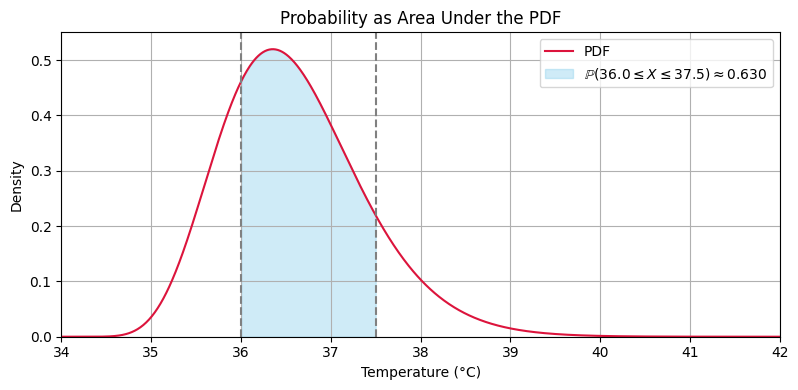 Probability as Area Under the PDF
PDF
ℙ(36.0 ≤ X ≤ 37.5) ≈ 0.630
Density
0.5
0.4
0.3
0.2
0.1
0.0
34 35 36 37 38 39 40 41 42
Temperature (°C)